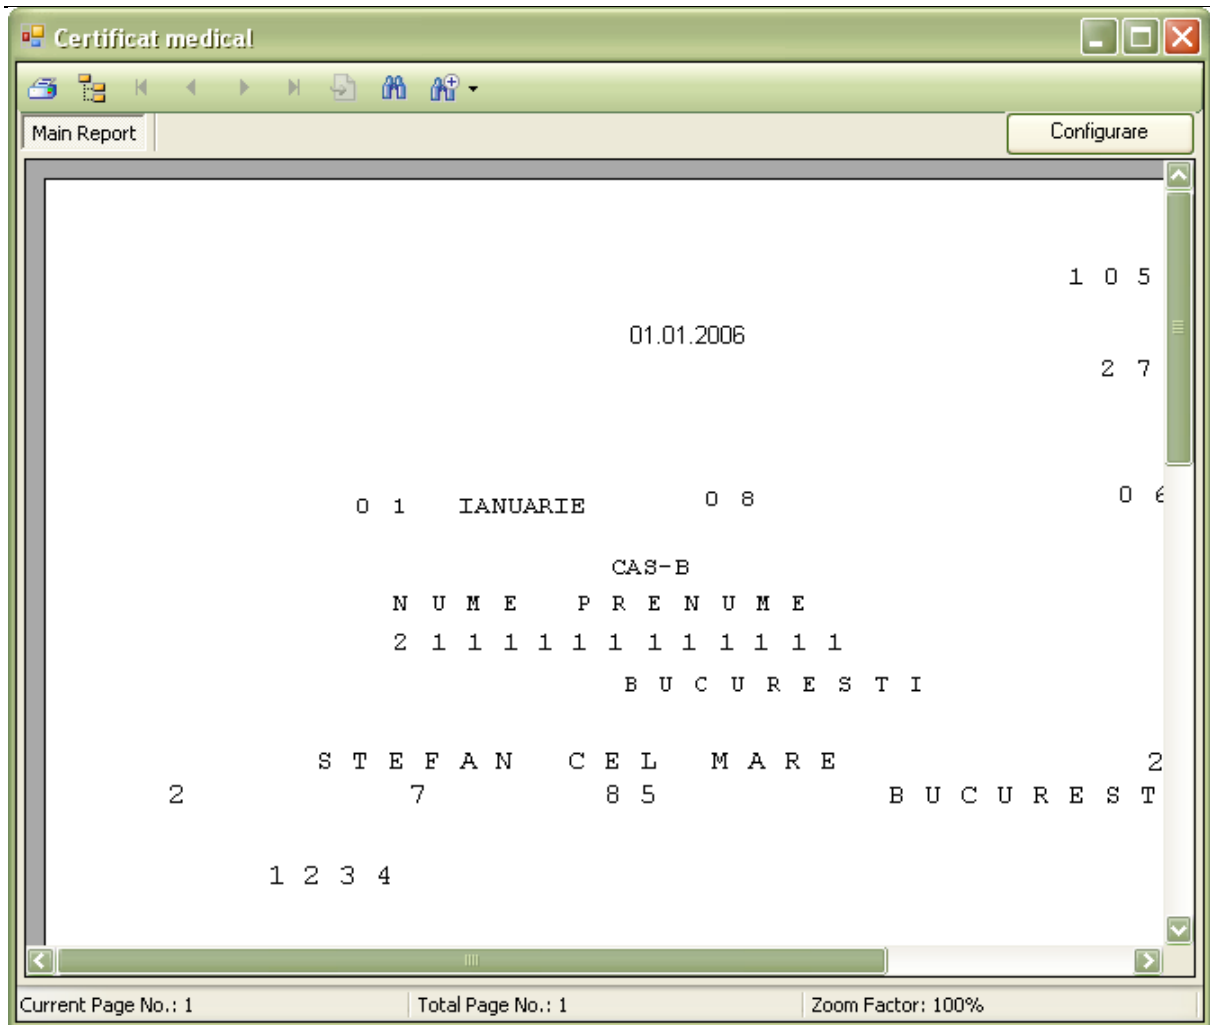 Certificat medical
Main Report
Configurare
1 0 5
01.01.2006
2 7
0 1 IANUARIE 0 8 0 6
CAS-B
N U M E P R E N U M E
2 1 1 1 1 1 1 1 1 1 1 1 1
B U C U R E S T I
S T E F A N C E L M A R E 2
2 7 8 5 B U C U R E S T
1 2 3 4
Current Page No.: 1 Total Page No.: 1 Zoom Factor: 100%